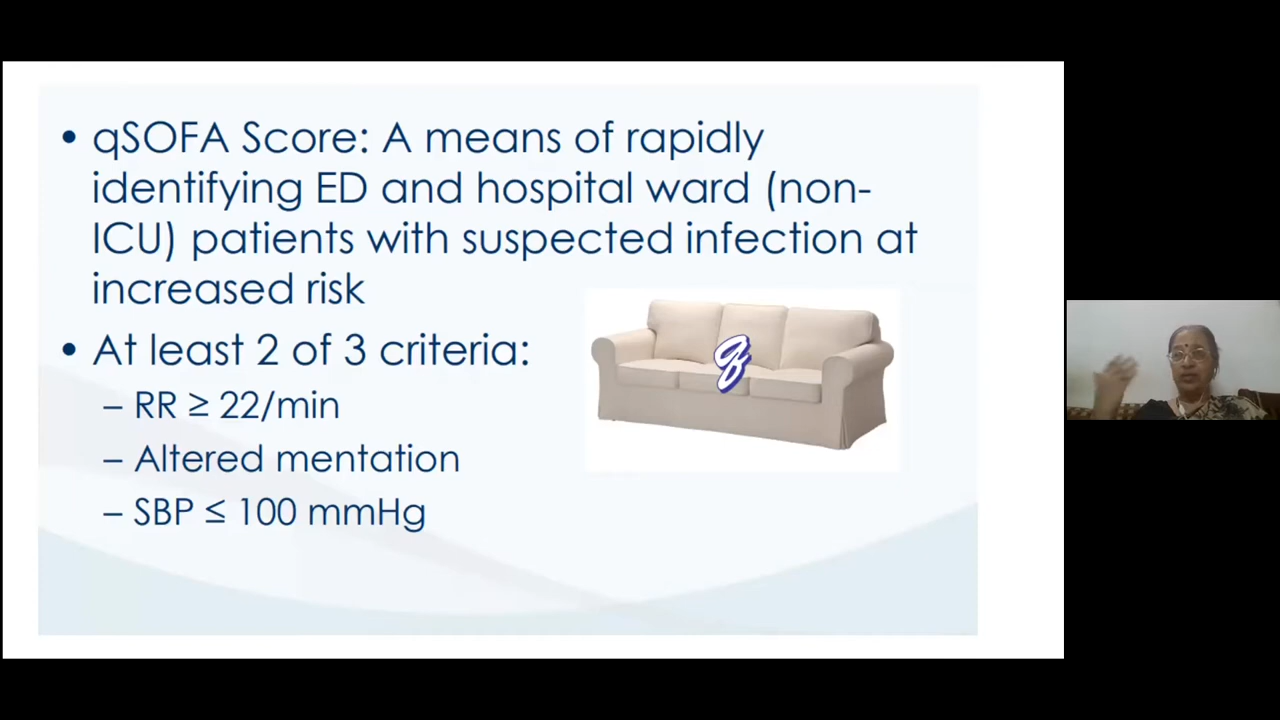 • qSOFA Score: A means of rapidly
identifying ED and hospital ward (non-
ICU) patients with suspected infection at
increased risk
• At least 2 of 3 criteria:
q
– RR ≥ 22/min
– Altered mentation
– SBP ≤ 100 mmHg